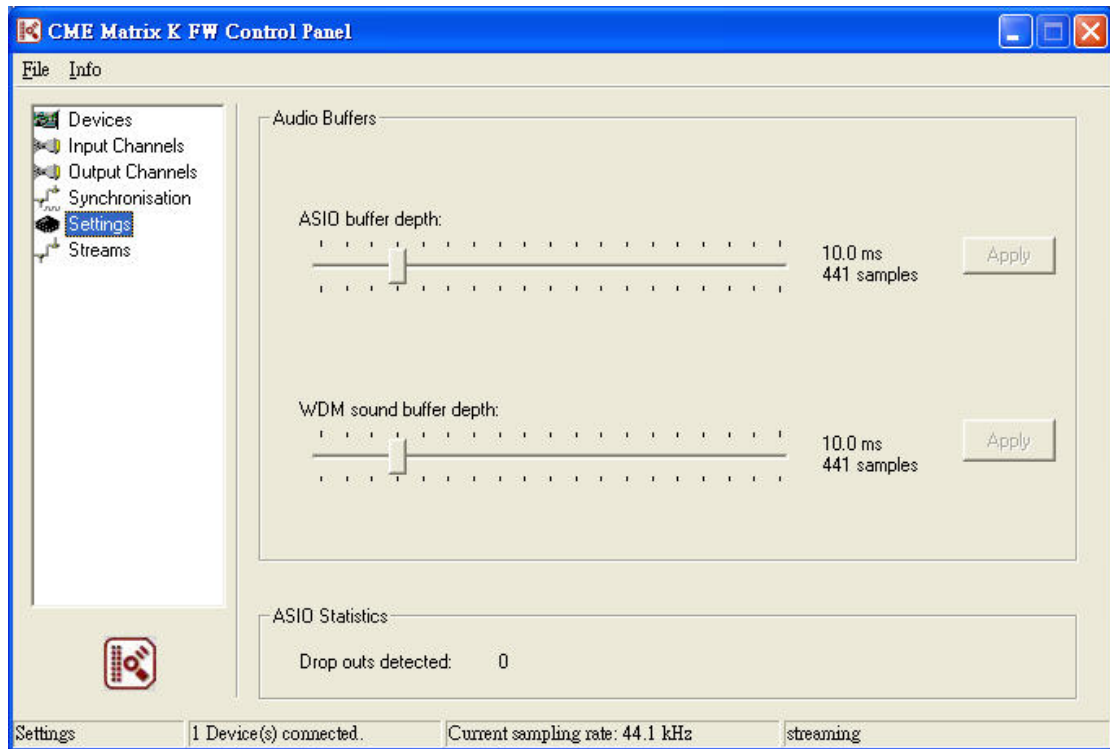 CME Matrix K FW Control Panel
File Info
Devices
Input Channels
Output Channels
Synchronisation
Settings
Streams
Audio Buffers
ASIO buffer depth:
10.0 ms
441 samples
Apply
WDM sound buffer depth:
10.0 ms
441 samples
Apply
ASIO Statistics
Drop outs detected: 0
Settings
1 Device(s) connected.
Current sampling rate: 44.1 kHz
streaming